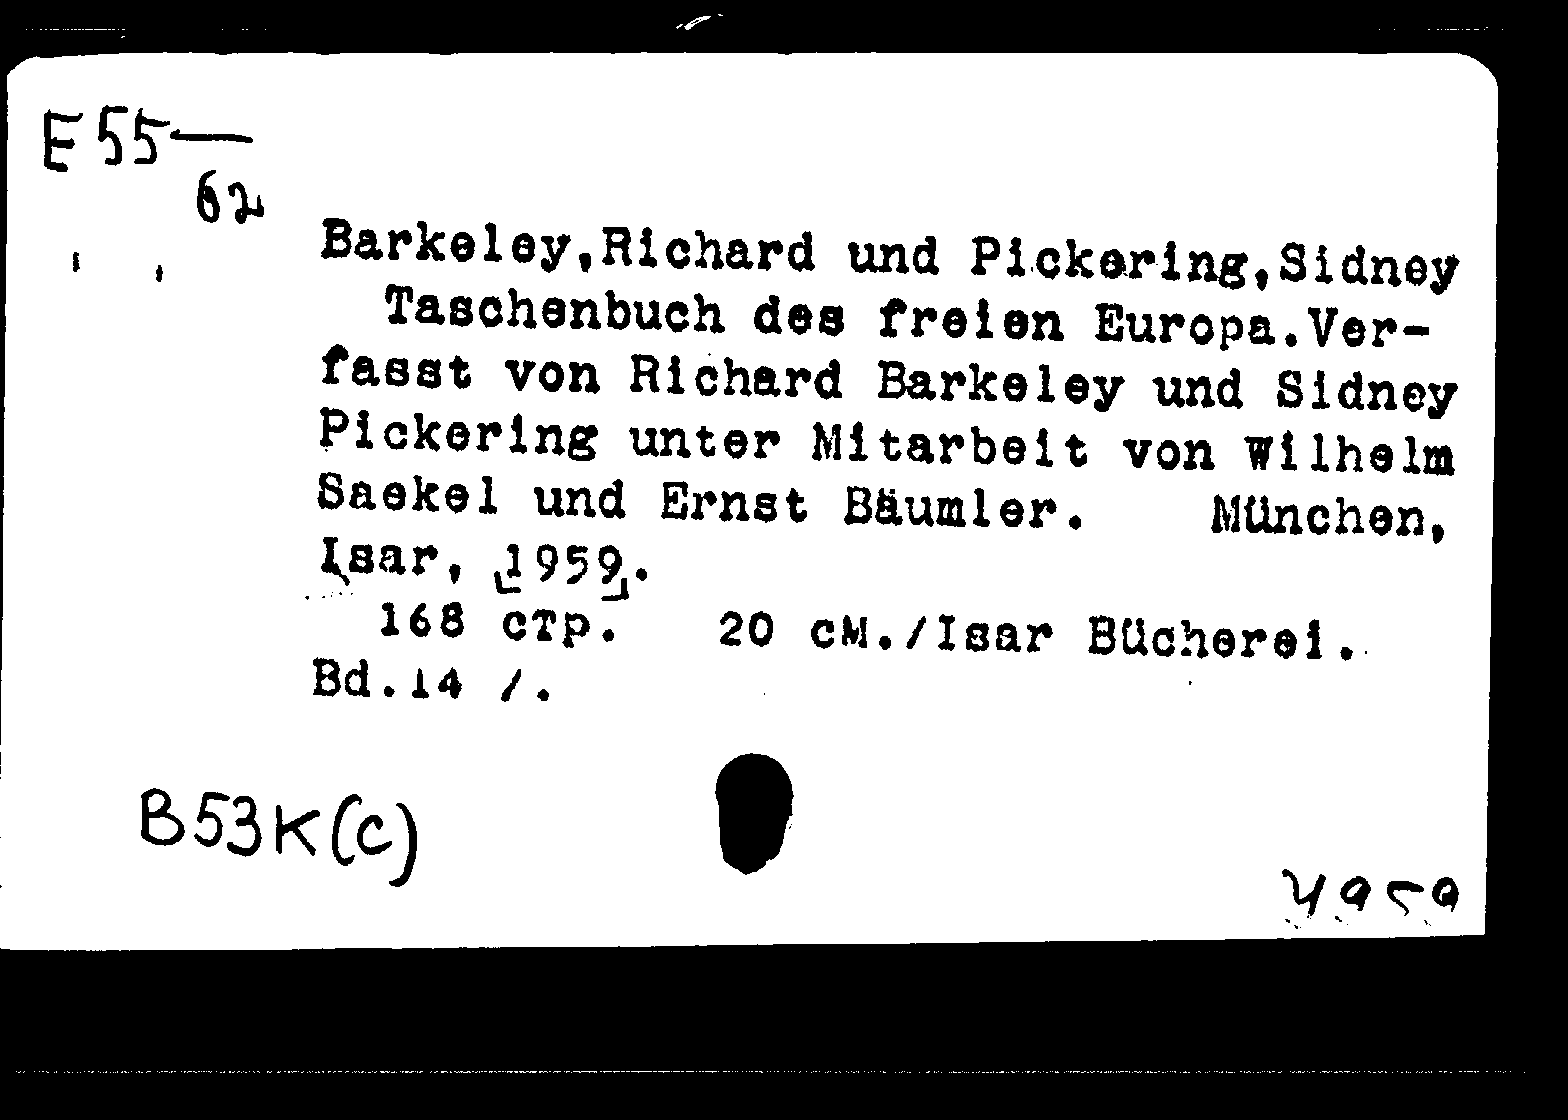 E 55—
62
Barkeley,Richard und Pickering,Sidney
Taschenbuch des freien Europa.Ver-
fasst von Richard Barkeley und Sidney
Pickering unter Mitarbeit von Wilhelm
Saekel und Ernst Bäumler. München,
Isar, [1959].
168 стр. 20 см./Isar Bücherei.
Bd.14 /.
B53K(c)